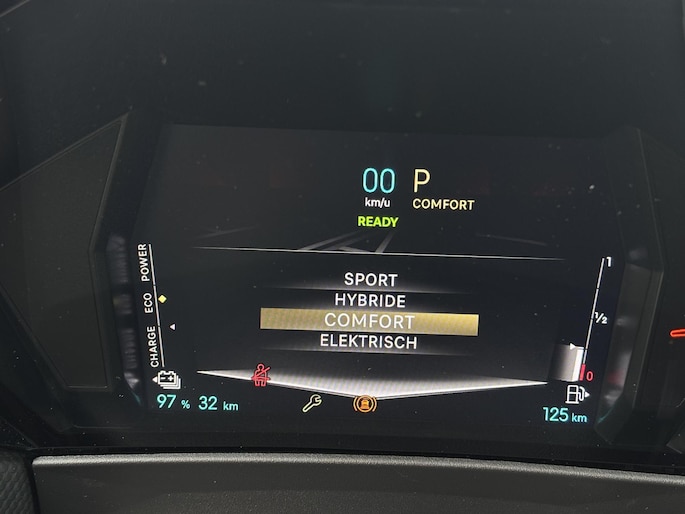 00 P
km/u COMFORT
READY
POWER
ECO
CHARGE
SPORT
HYBRIDE
COMFORT
ELEKTRISCH
1
1/2
0
97 % 32 km
125 km